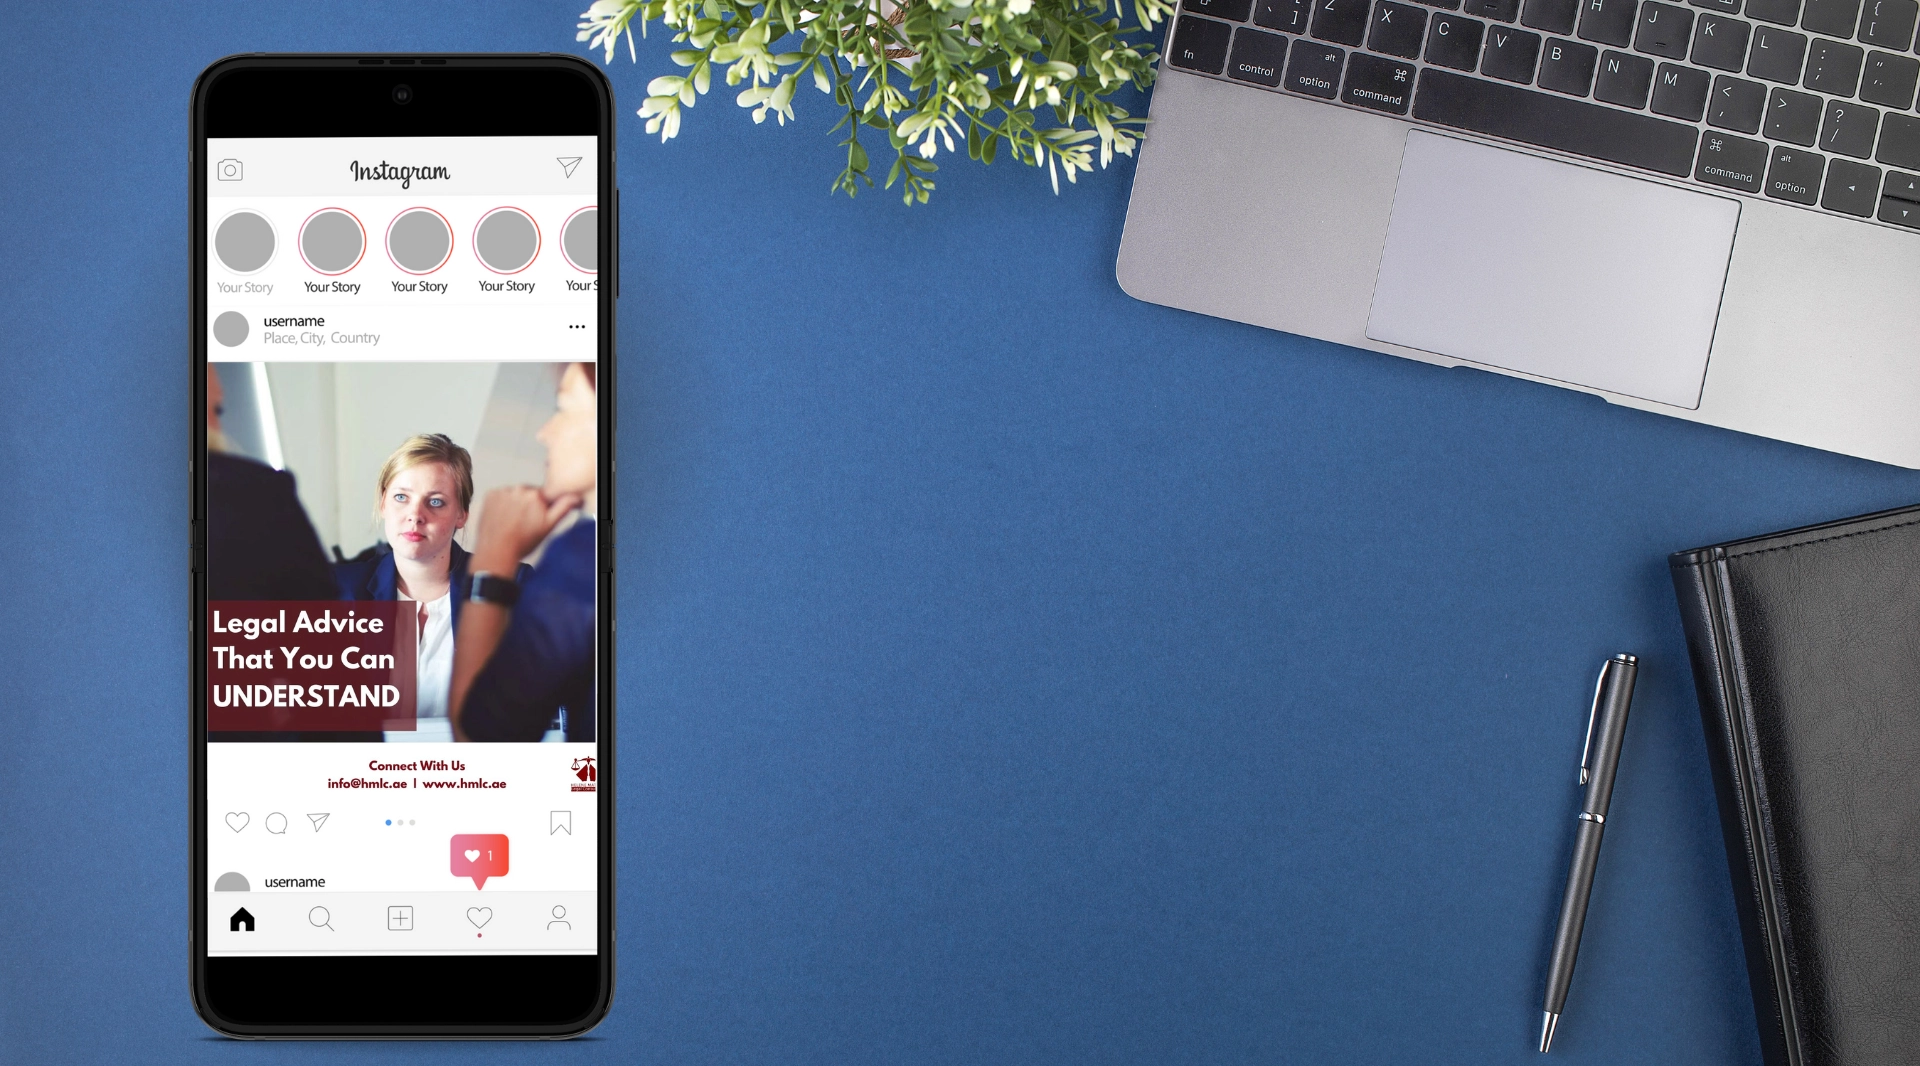 Instagram
Your Story
Your Story
Your Story
Your Story
Your S
username
Place, City, Country
Legal Advice
That You Can
UNDERSTAND
Connect With Us
info@hmlc.ae | www.hmlc.ae
1
username
Z
X
C
V
B
N
M
H
J
K
L
fn
control
alt
option
⌘
command
⌘
command
alt
option